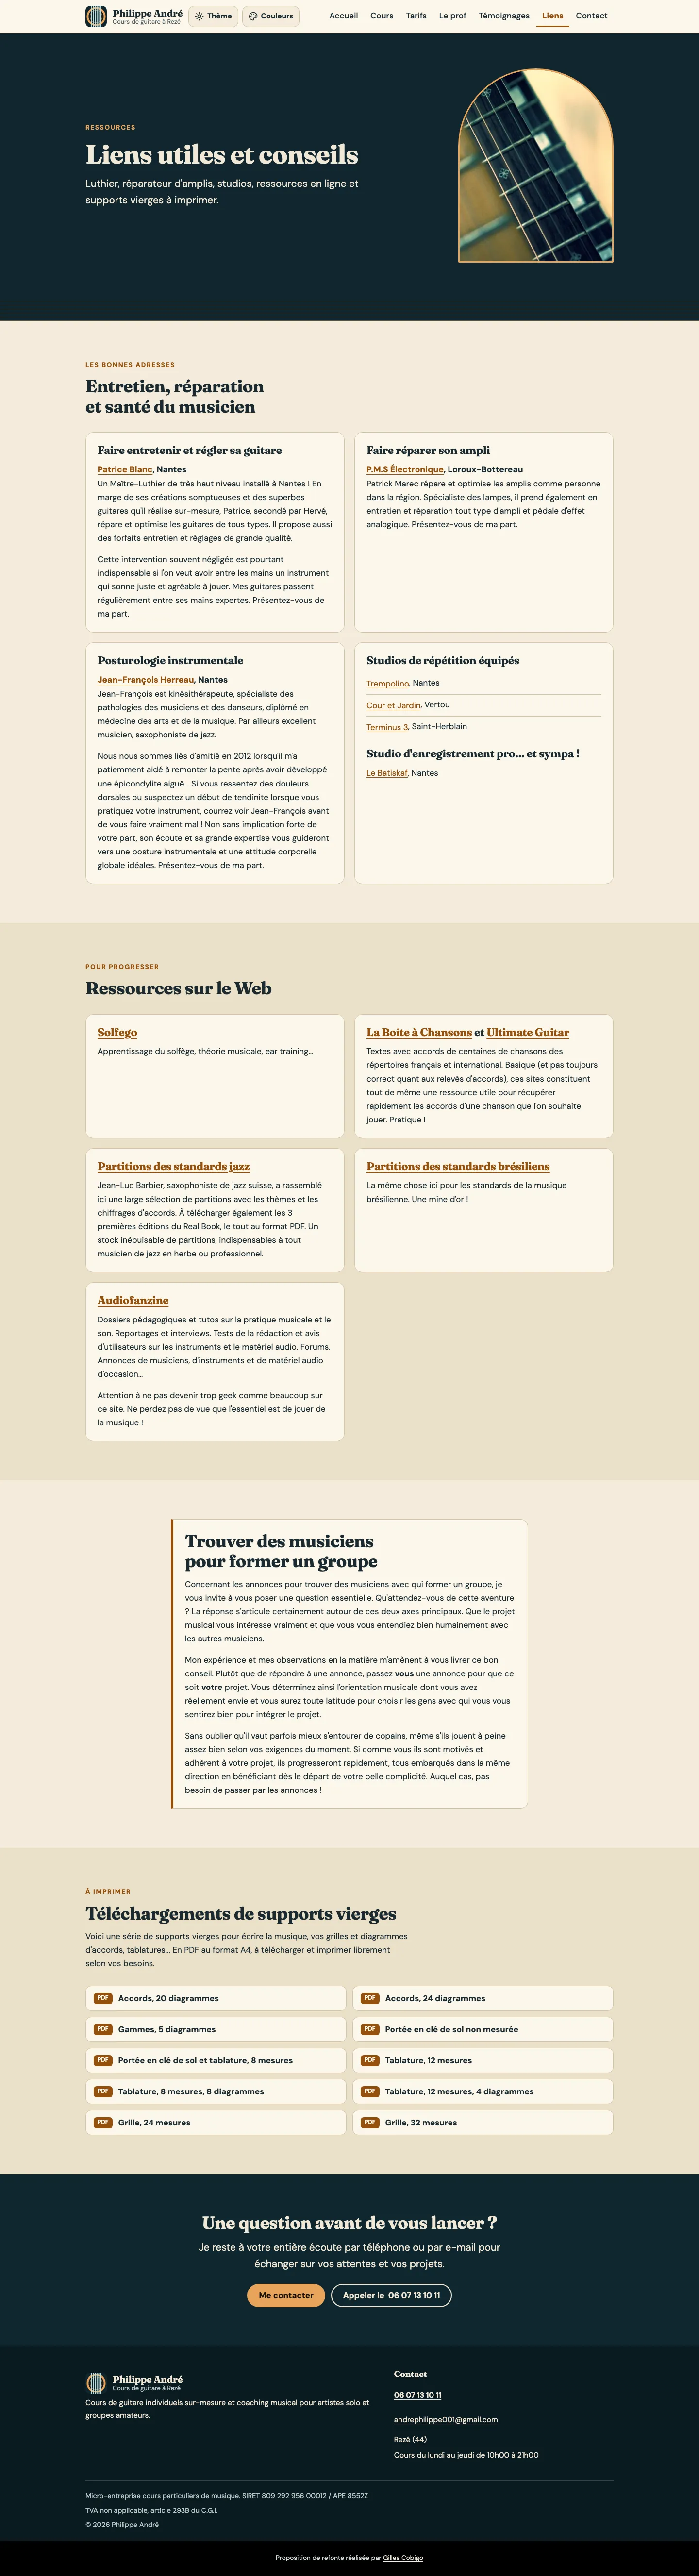 Philippe André
Cours de guitare à Rezé
Thème
Couleurs
Accueil
Cours
Tarifs
Le prof
Témoignages
Liens
Contact
RESSOURCES
Liens utiles et conseils
Luthier, réparateur d'amplis, studios, ressources en ligne et
supports vierges à imprimer.
LES BONNES ADRESSES
Entretien, réparation
et santé du musicien
Faire entretenir et régler sa guitare
Patrice Blanc, Nantes
Un Maître-Luthier de très haut niveau installé à Nantes ! En
marge de ses créations somptueuses et des superbes
guitares qu'il réalise sur-mesure, Patrice, secondé par Hervé,
répare et optimise les guitares de tous types. Il propose aussi
des forfaits entretien et réglages de grande qualité.
Cette intervention souvent négligée est pourtant
indispensable si l'on veut avoir entre les mains un instrument
qui sonne juste et agréable à jouer. Mes guitares passent
régulièrement entre ses mains expertes. Présentez-vous de
ma part.
Faire réparer son ampli
P.M.S Électronique, Loroux-Bottereau
Patrick Marec répare et optimise les amplis comme personne
dans la région. Spécialiste des lampes, il prend également en
entretien et réparation tout type d'ampli et pédale d'effet
analogique. Présentez-vous de ma part.
Posturologie instrumentale
Jean-François Herreau, Nantes
Jean-François est kinésithérapeute, spécialiste des
pathologies des musiciens et des danseurs, diplômé en
médecine des arts et de la musique. Par ailleurs excellent
musicien, saxophoniste de jazz.
Nous nous sommes liés d'amitié en 2012 lorsqu'il m'a
patiemment aidé à remonter la pente après avoir développé
une épicondylite aiguë... Si vous ressentez des douleurs
dorsales ou suspectez un début de tendinite lorsque vous
pratiquez votre instrument, courrez voir Jean-François avant
de vous faire vraiment mal ! Non sans implication forte de
votre part, son écoute et sa grande expertise vous guideront
vers une posture instrumentale et une attitude corporelle
globale idéales. Présentez-vous de ma part.
Studios de répétition équipés
Trempolino, Nantes
Cour et Jardin, Vertou
Terminus 3, Saint-Herblain
Studio d'enregistrement pro... et sympa !
Le Batiskaf, Nantes
POUR PROGRESSER
Ressources sur le Web
Solfego
Apprentissage du solfège, théorie musicale, ear training...
La Boîte à Chansons et Ultimate Guitar
Textes avec accords de centaines de chansons des
répertoires français et international. Basique (et pas toujours
correct quant aux relevés d'accords), ces sites constituent
tout de même une ressource utile pour récupérer
rapidement les accords d'une chanson que l'on souhaite
jouer. Pratique !
Partitions des standards jazz
Jean-Luc Barbier, saxophoniste de jazz suisse, a rassemblé
ici une large sélection de partitions avec les thèmes et les
chiffrages d'accords. À télécharger également les 3
premières éditions du Real Book, le tout au format PDF. Un
stock inépuisable de partitions, indispensables à tout
musicien de jazz en herbe ou professionnel.
Partitions des standards brésiliens
La même chose ici pour les standards de la musique
brésilienne. Une mine d'or !
Audiofanzine
Dossiers pédagogiques et tutos sur la pratique musicale et le
son. Reportages et interviews. Tests de la rédaction et avis
d'utilisateurs sur les instruments et le matériel audio. Forums.
Annonces de musiciens, d'instruments et de matériel audio
d'occasion...
Attention à ne pas devenir trop geek comme beaucoup sur
ce site. Ne perdez pas de vue que l'essentiel est de jouer de
la musique !
Trouver des musiciens
pour former un groupe
Concernant les annonces pour trouver des musiciens avec qui former un groupe, je
vous invite à vous poser une question essentielle. Qu'attendez-vous de cette aventure
? La réponse s'articule certainement autour de ces deux axes principaux. Que le projet
musical vous intéresse vraiment et que vous vous entendiez bien humainement avec
les autres musiciens.
Mon expérience et mes observations en la matière m'amènent à vous livrer ce bon
conseil. Plutôt que de répondre à une annonce, passez vous une annonce pour que ce
soit votre projet. Vous déterminez ainsi l'orientation musicale dont vous avez
réellement envie et vous aurez toute latitude pour choisir les gens avec qui vous vous
sentirez bien pour intégrer le projet.
Sans oublier qu'il vaut parfois mieux s'entourer de copains, même s'ils jouent à peine
assez bien selon vos exigences du moment. Si comme vous ils sont motivés et
adhèrent à votre projet, ils progresseront rapidement, tous embarqués dans la même
direction en bénéficiant dès le départ de votre belle complicité. Auquel cas, pas
besoin de passer par les annonces !
À IMPRIMER
Téléchargements de supports vierges
Voici une série de supports vierges pour écrire la musique, vos grilles et diagrammes
d'accords, tablatures... En PDF au format A4, à télécharger et imprimer librement
selon vos besoins.
PDF Accords, 20 diagrammes
PDF Accords, 24 diagrammes
PDF Gammes, 5 diagrammes
PDF Portée en clé de sol non mesurée
PDF Portée en clé de sol et tablature, 8 mesures
PDF Tablature, 12 mesures
PDF Tablature, 8 mesures, 8 diagrammes
PDF Tablature, 12 mesures, 4 diagrammes
PDF Grille, 24 mesures
PDF Grille, 32 mesures
Une question avant de vous lancer ?
Je reste à votre entière écoute par téléphone ou par e-mail pour
échanger sur vos attentes et vos projets.
Me contacter
Appeler le 06 07 13 10 11
Philippe André
Cours de guitare à Rezé
Cours de guitare individuels sur-mesure et coaching musical pour artistes solo et
groupes amateurs.
Contact
06 07 13 10 11
andrephilippe001@gmail.com
Rezé (44)
Cours du lundi au jeudi de 10h00 à 21h00
Micro-entreprise cours particuliers de musique. SIRET 809 292 956 00012 / APE 8552Z
TVA non applicable, article 293B du C.G.I.
© 2026 Philippe André
Proposition de refonte réalisée par Gilles Cobigo